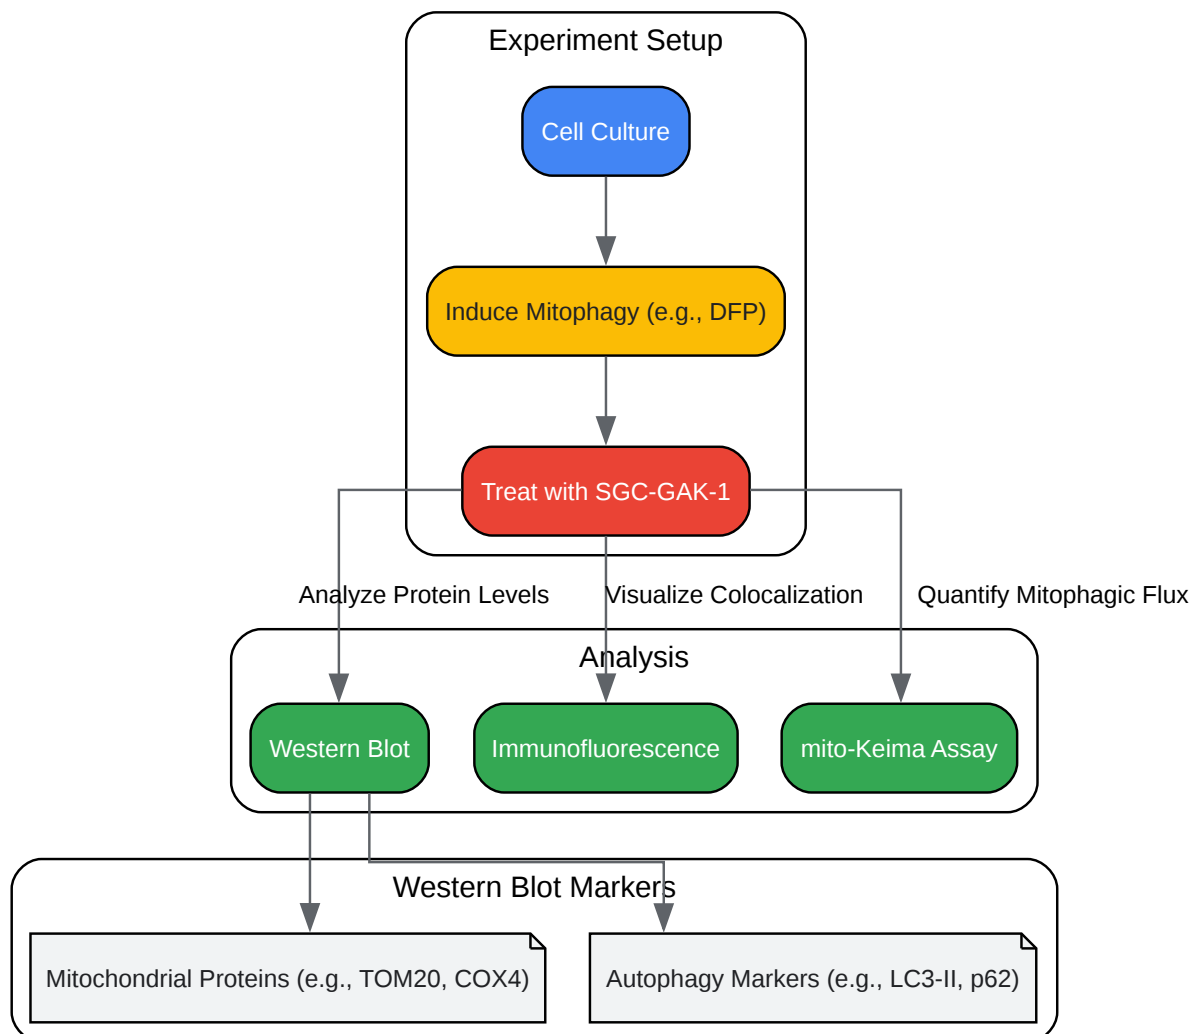 Experiment Setup
Cell Culture
Induce Mitophagy (e.g., DFP)
Treat with SGC-GAK-1
Analyze Protein Levels
Visualize Colocalization
Quantify Mitophagic Flux
Analysis
Western Blot
Immunofluorescence
mito-Keima Assay
Western Blot Markers
Mitochondrial Proteins (e.g., TOM20, COX4)
Autophagy Markers (e.g., LC3-II, p62)